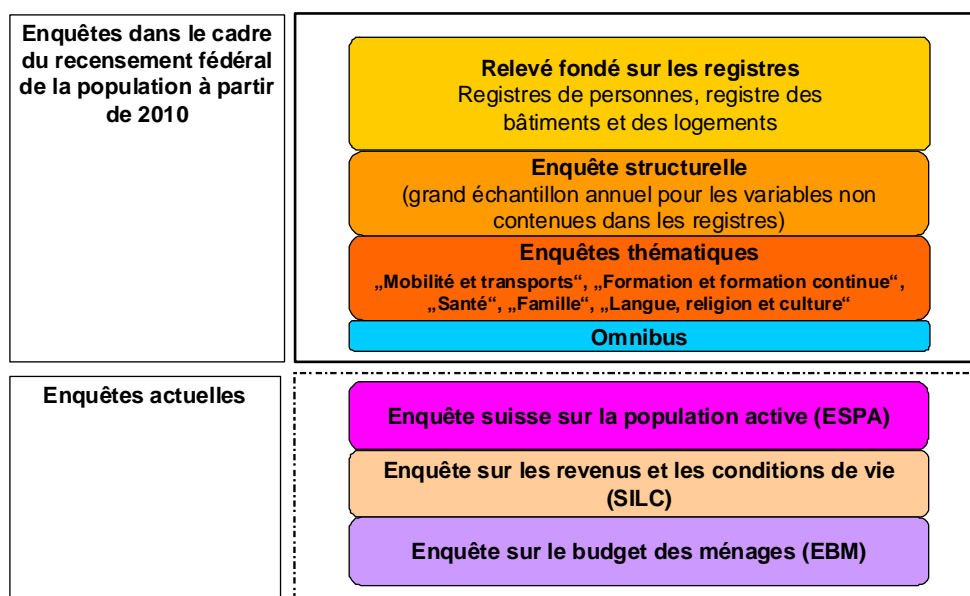 Enquêtes dans le cadre
du recensement fédéral
de la population à partir
de 2010
Relevé fondé sur les registres
Registres de personnes, registre des
bâtiments et des logements
Enquête structurelle
(grand échantillon annuel pour les variables non
contenues dans les registres)
Enquêtes thématiques
„Mobilité et transports“, „Formation et formation continue“,
„Santé“, „Famille“, „Langue, religion et culture“
Omnibus
Enquêtes actuelles
Enquête suisse sur la population active (ESPA)
Enquête sur les revenus et les conditions de vie
(SILC)
Enquête sur le budget des ménages (EBM)